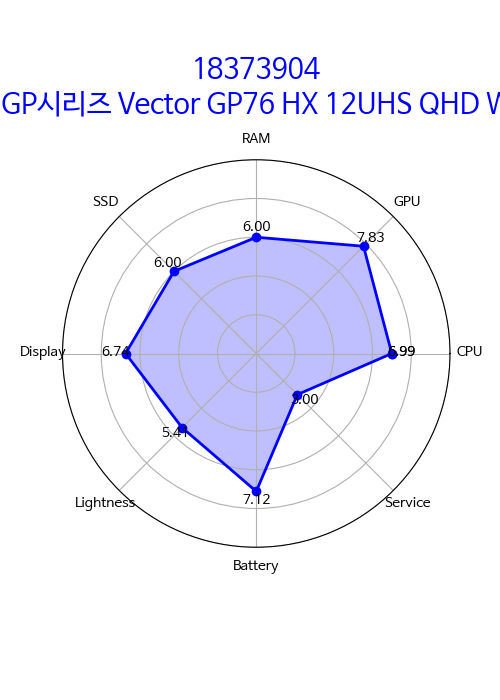 18373904
GP시리즈 Vector GP76 HX 12UHS QHD W
RAM
SSD
GPU
6.00
7.83
6.00
Display
6.74
6.99
CPU
5.41
3.00
Lightness
7.12
Service
Battery